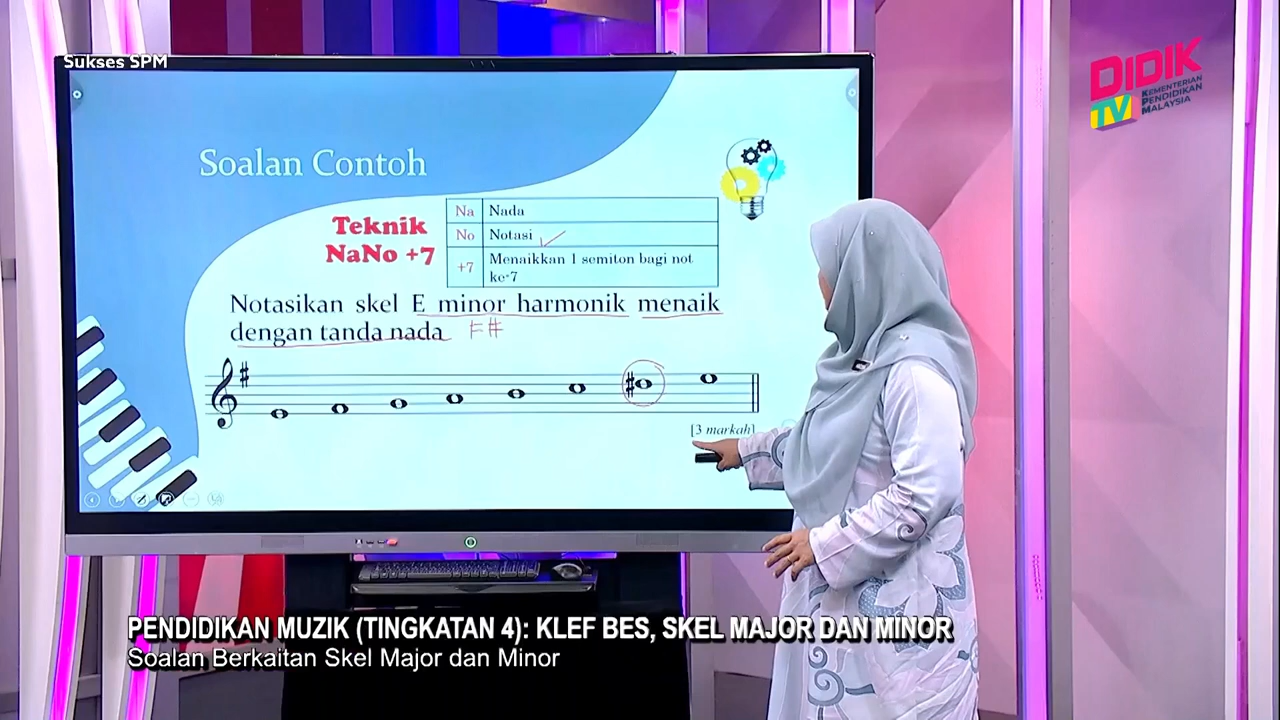 Sukses SPM
DIDIK
TV
KEMENTERIAN
PENDIDIKAN
MALAYSIA
Soalan Contoh
Teknik
NaNo +7
Na Nada
No Notasi
+7 Menaikkan 1 semiton bagi not
ke-7
Notasikan skel E minor harmonik menaik
dengan tanda nada F#
[3 markah]
PENDIDIKAN MUZIK (TINGKATAN 4): KLEF BES, SKEL MAJOR DAN MINOR
Soalan Berkaitan Skel Major dan Minor